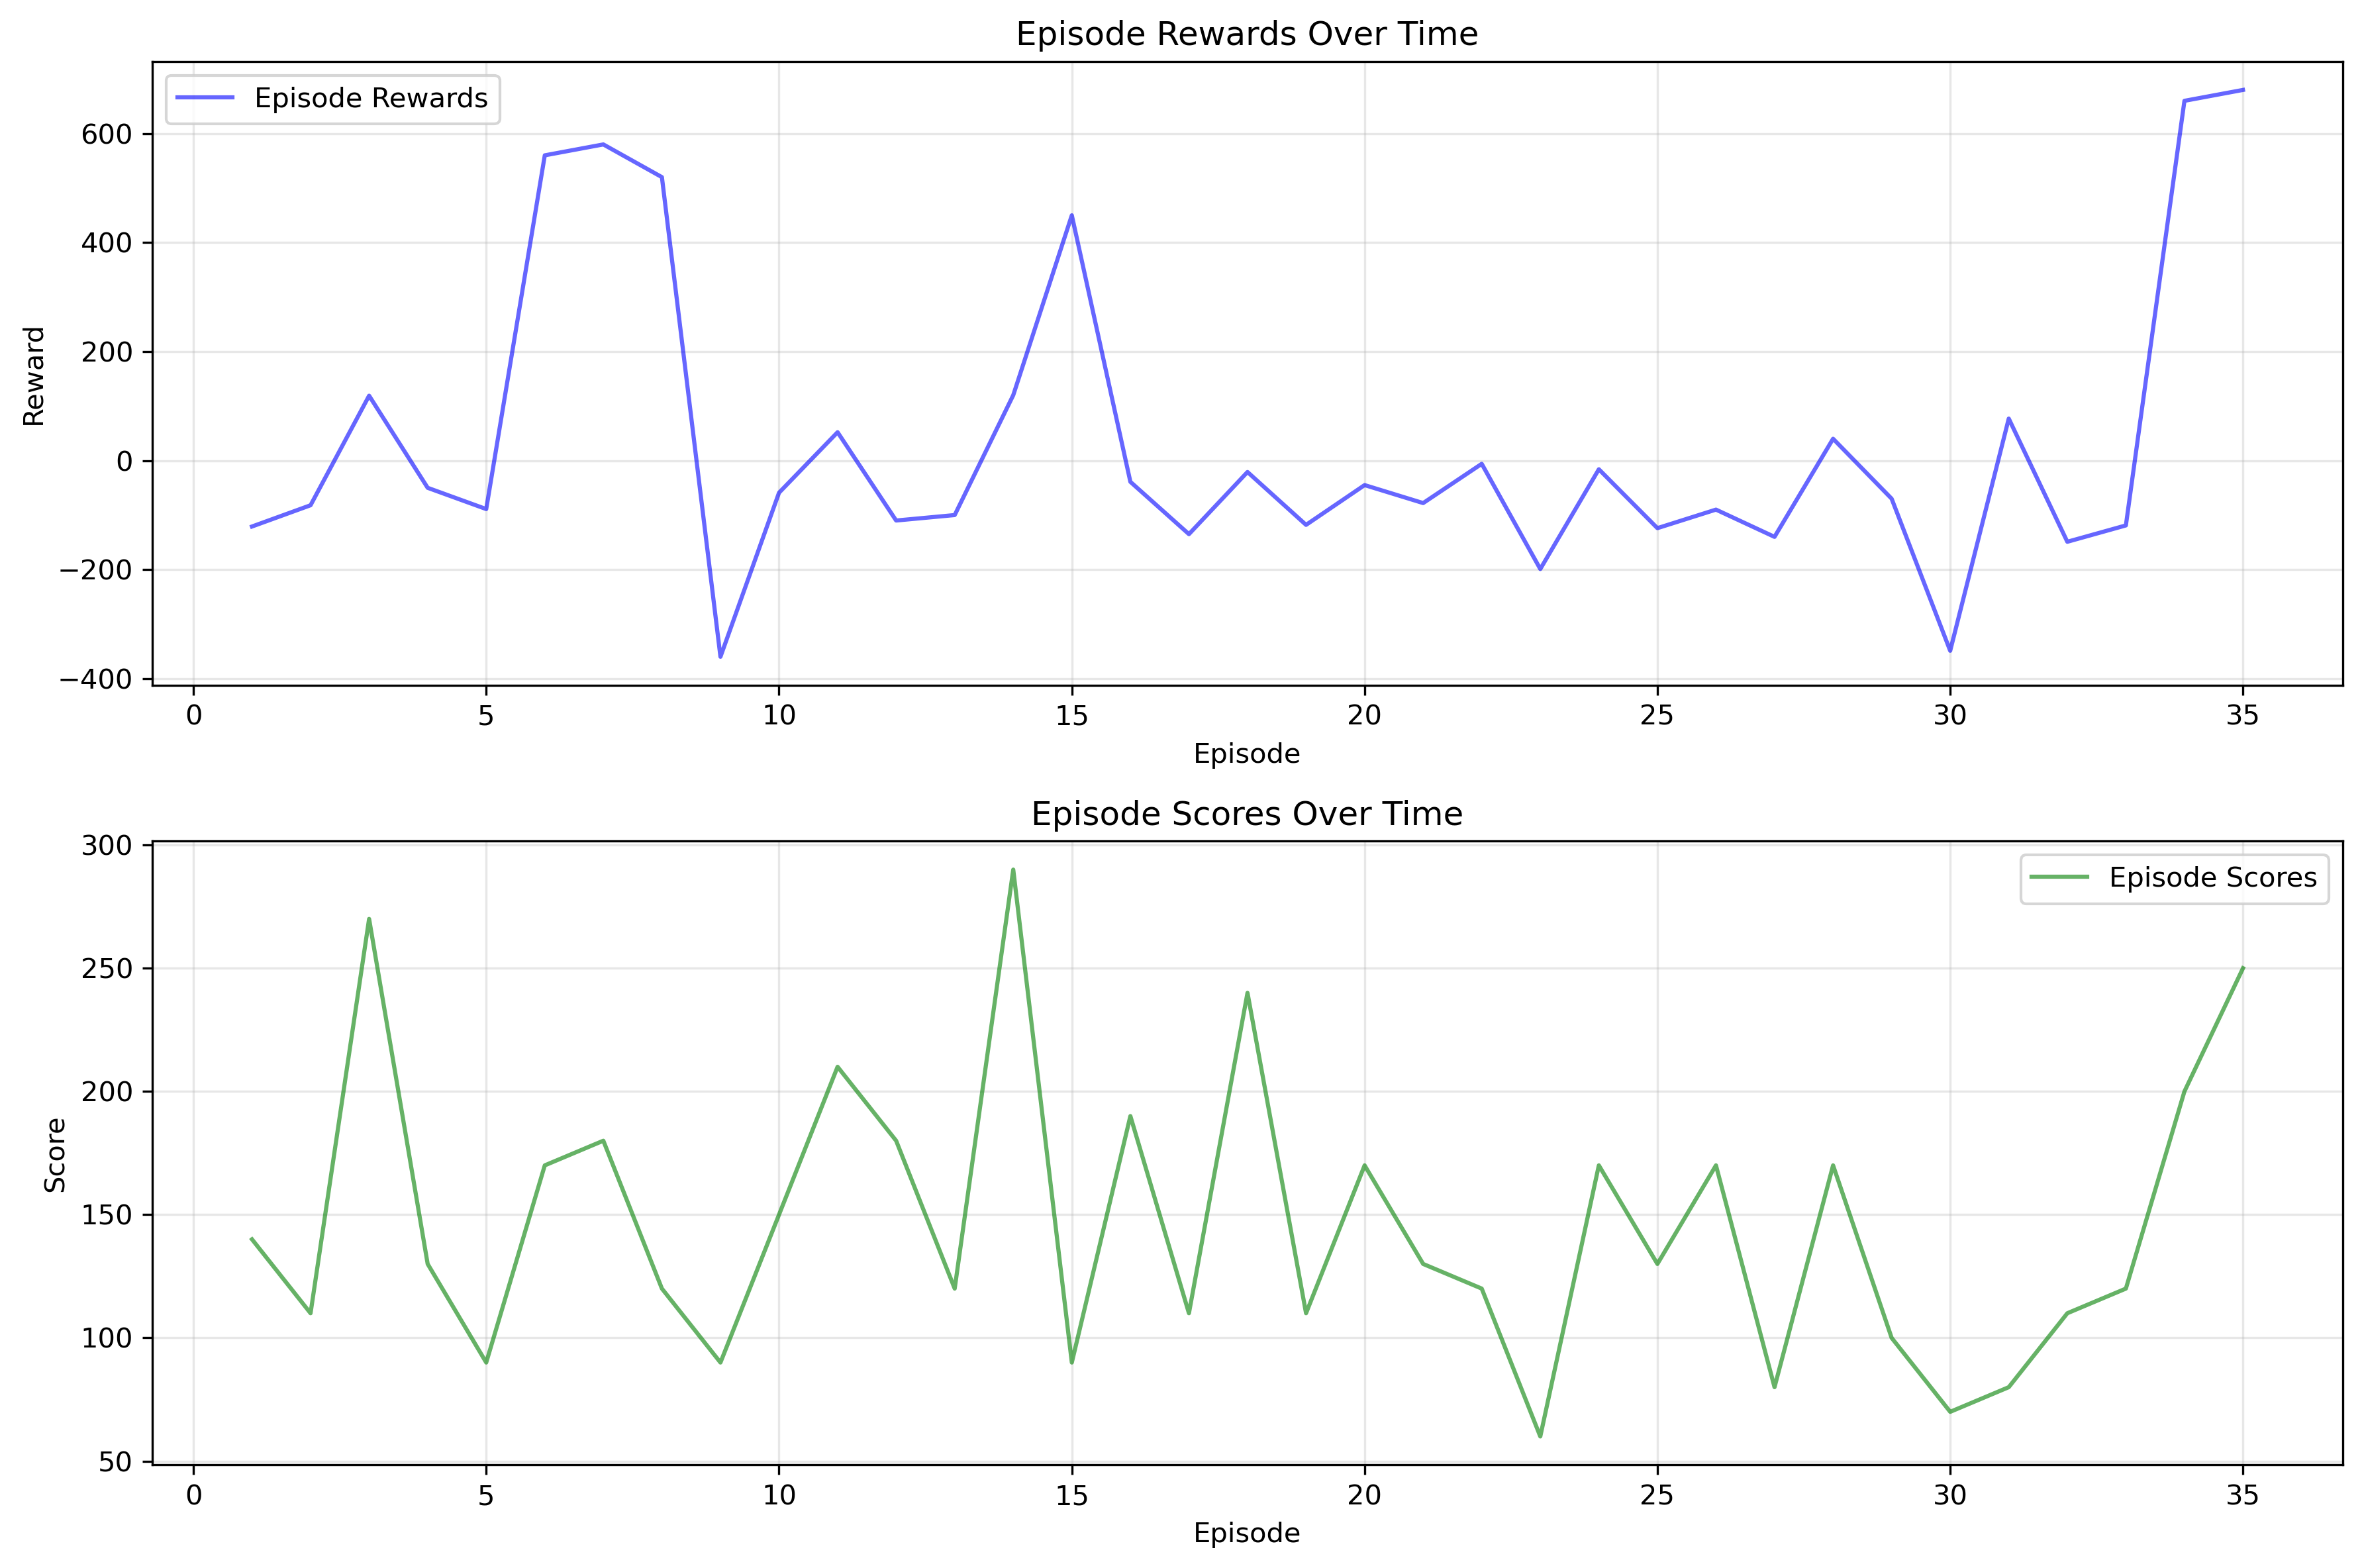 Episode Rewards Over Time
Episode Rewards
Reward
600
400
200
0
−200
−400
0 5 10 15 20 25 30 35
Episode
Episode Scores Over Time
Episode Scores
Score
300
250
200
150
100
50
0 5 10 15 20 25 30 35
Episode